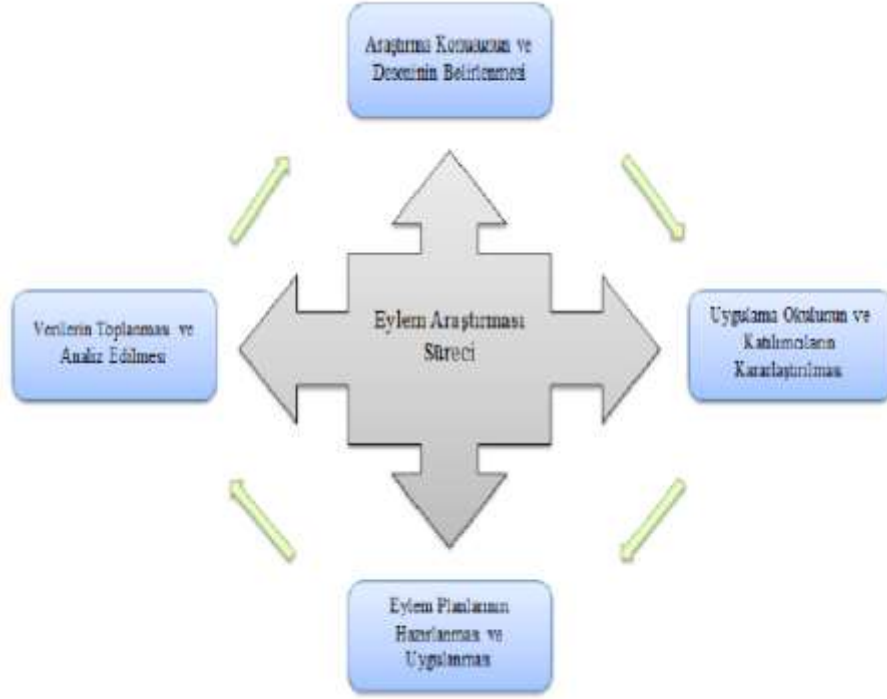 Araştırma Konusunun ve
Deseninin Belirlenmesi
Verilerin Toplanması ve
Analiz Edilmesi
Eylem Araştırması
Süreci
Uygulama Okulunun ve
Katılımcıların
Kararlaştırılması
Eylem Planlarının
Hazırlanması ve
Uygulanması